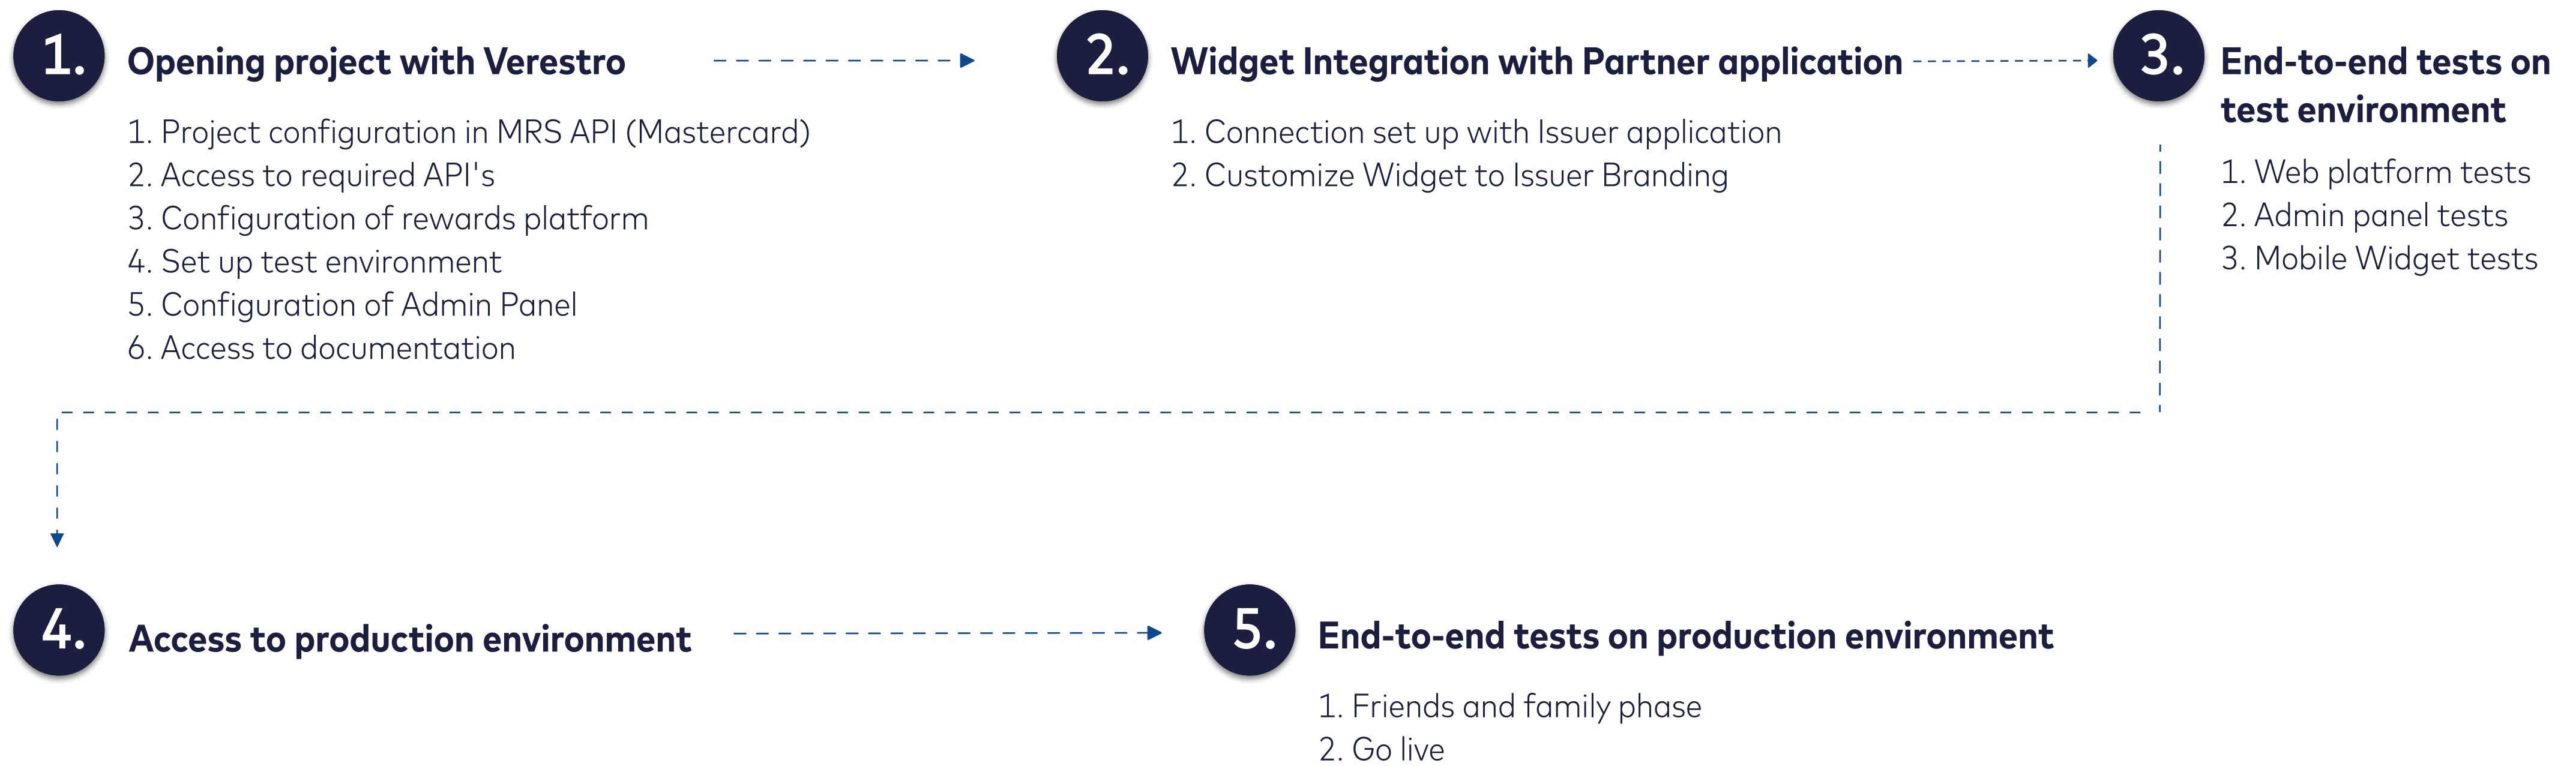 1.
Opening project with Verestro
1. Project configuration in MRS API (Mastercard)
2. Access to required API's
3. Configuration of rewards platform
4. Set up test environment
5. Configuration of Admin Panel
6. Access to documentation
2.
Widget Integration with Partner application
1. Connection set up with Issuer application
2. Customize Widget to Issuer Branding
3.
End-to-end tests on
test environment
1. Web platform tests
2. Admin panel tests
3. Mobile Widget tests
4.
Access to production environment
5.
End-to-end tests on production environment
1. Friends and family phase
2. Go live